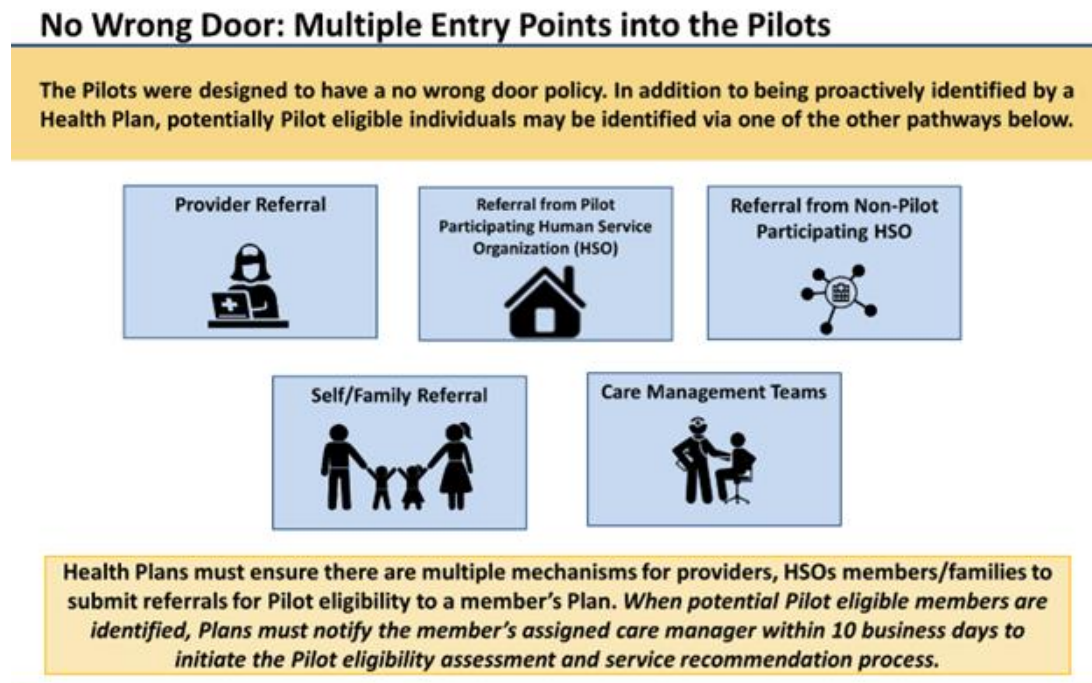 No Wrong Door: Multiple Entry Points into the Pilots
The Pilots were designed to have a no wrong door policy. In addition to being proactively identified by a
Health Plan, potentially Pilot eligible individuals may be identified via one of the other pathways below.
Provider Referral
Referral from Pilot
Participating Human Service
Organization (HSO)
Referral from Non-Pilot
Participating HSO
Self/Family Referral
Care Management Teams
Health Plans must ensure there are multiple mechanisms for providers, HSOs members/families to
submit referrals for Pilot eligibility to a member's Plan. When potential Pilot eligible members are
identified, Plans must notify the member's assigned care manager within 10 business days to
initiate the Pilot eligibility assessment and service recommendation process.